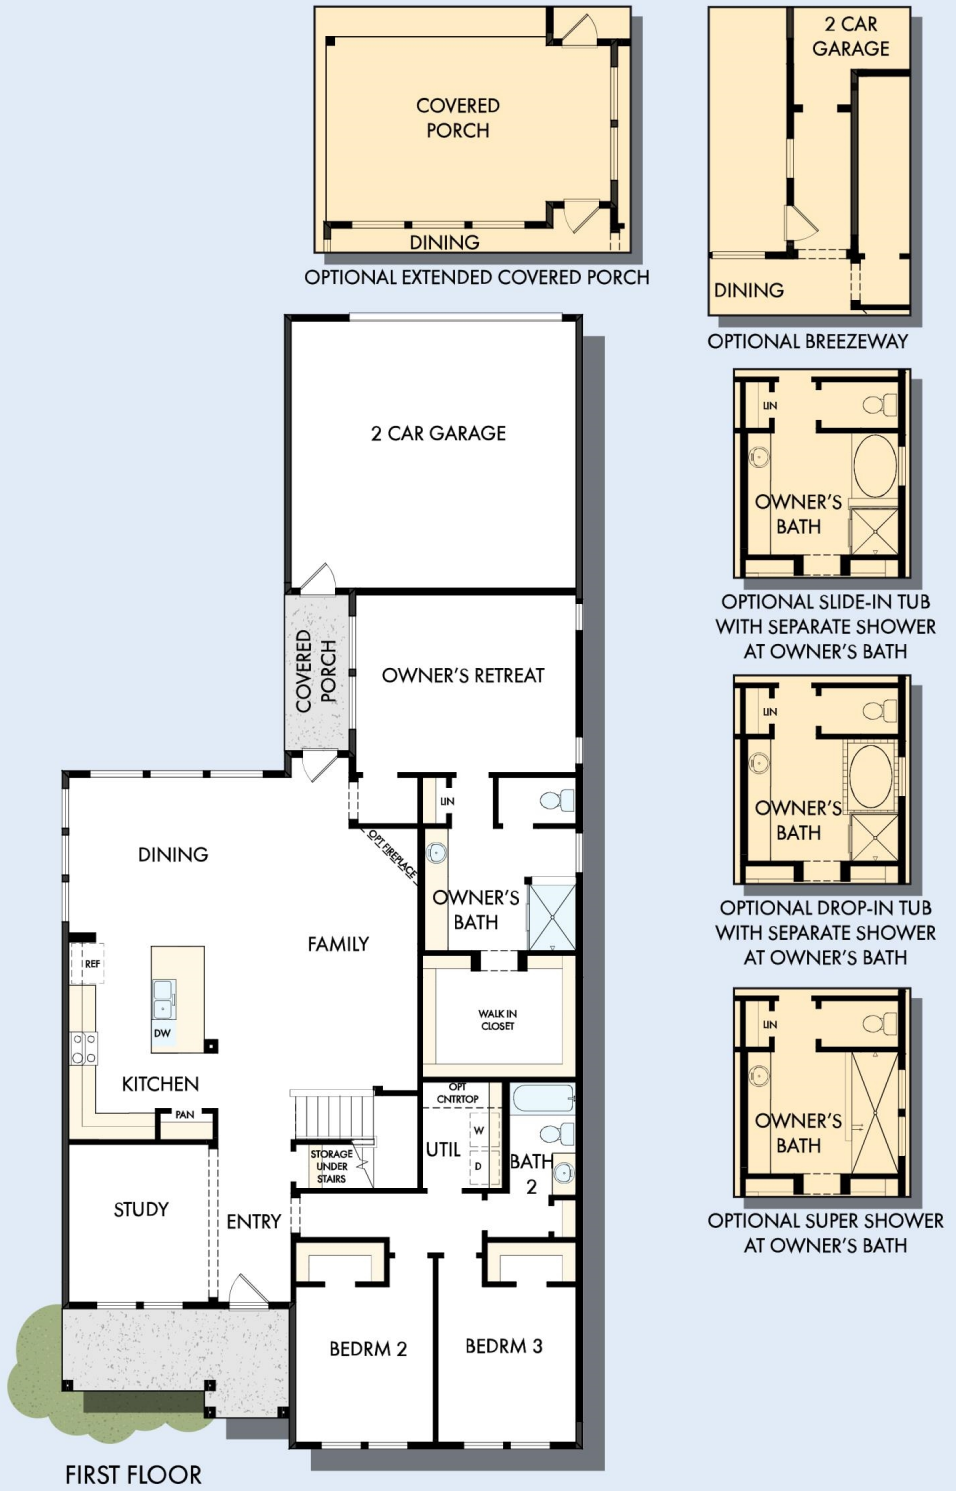 COVERED
PORCH
DINING
OPTIONAL EXTENDED COVERED PORCH
2 CAR
GARAGE
DINING
OPTIONAL BREEZEWAY
LIN
OWNER'S
BATH
OPTIONAL SLIDE-IN TUB
WITH SEPARATE SHOWER
AT OWNER'S BATH
LIN
OWNER'S
BATH
OPTIONAL DROP-IN TUB
WITH SEPARATE SHOWER
AT OWNER'S BATH
LIN
OWNER'S
BATH
OPTIONAL SUPER SHOWER
AT OWNER'S BATH
2 CAR GARAGE
COVERED
PORCH
OWNER'S RETREAT
LIN
OPT FIREPLACE
DINING
OWNER'S
BATH
FAMILY
REF
DW
WALK IN
CLOSET
KITCHEN
PAN
OPT
CNTRTOP
W
UTIL
D
BATH
2
STORAGE
UNDER
STAIRS
STUDY
ENTRY
BEDRM 2
BEDRM 3
FIRST FLOOR